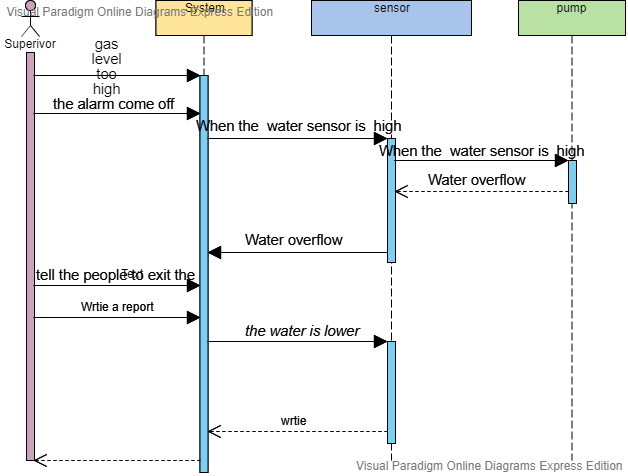 Visual Paradigm Online Diagrams Express Edition
System
sensor
pump
Superivor
gas
level
too
high
the alarm come off
When the water sensor is high
When the water sensor is high
Water overflow
Water overflow
Text
tell the people to exit the
Wrtie a report
the water is lower
wrtie
Visual Paradigm Online Diagrams Express Edition